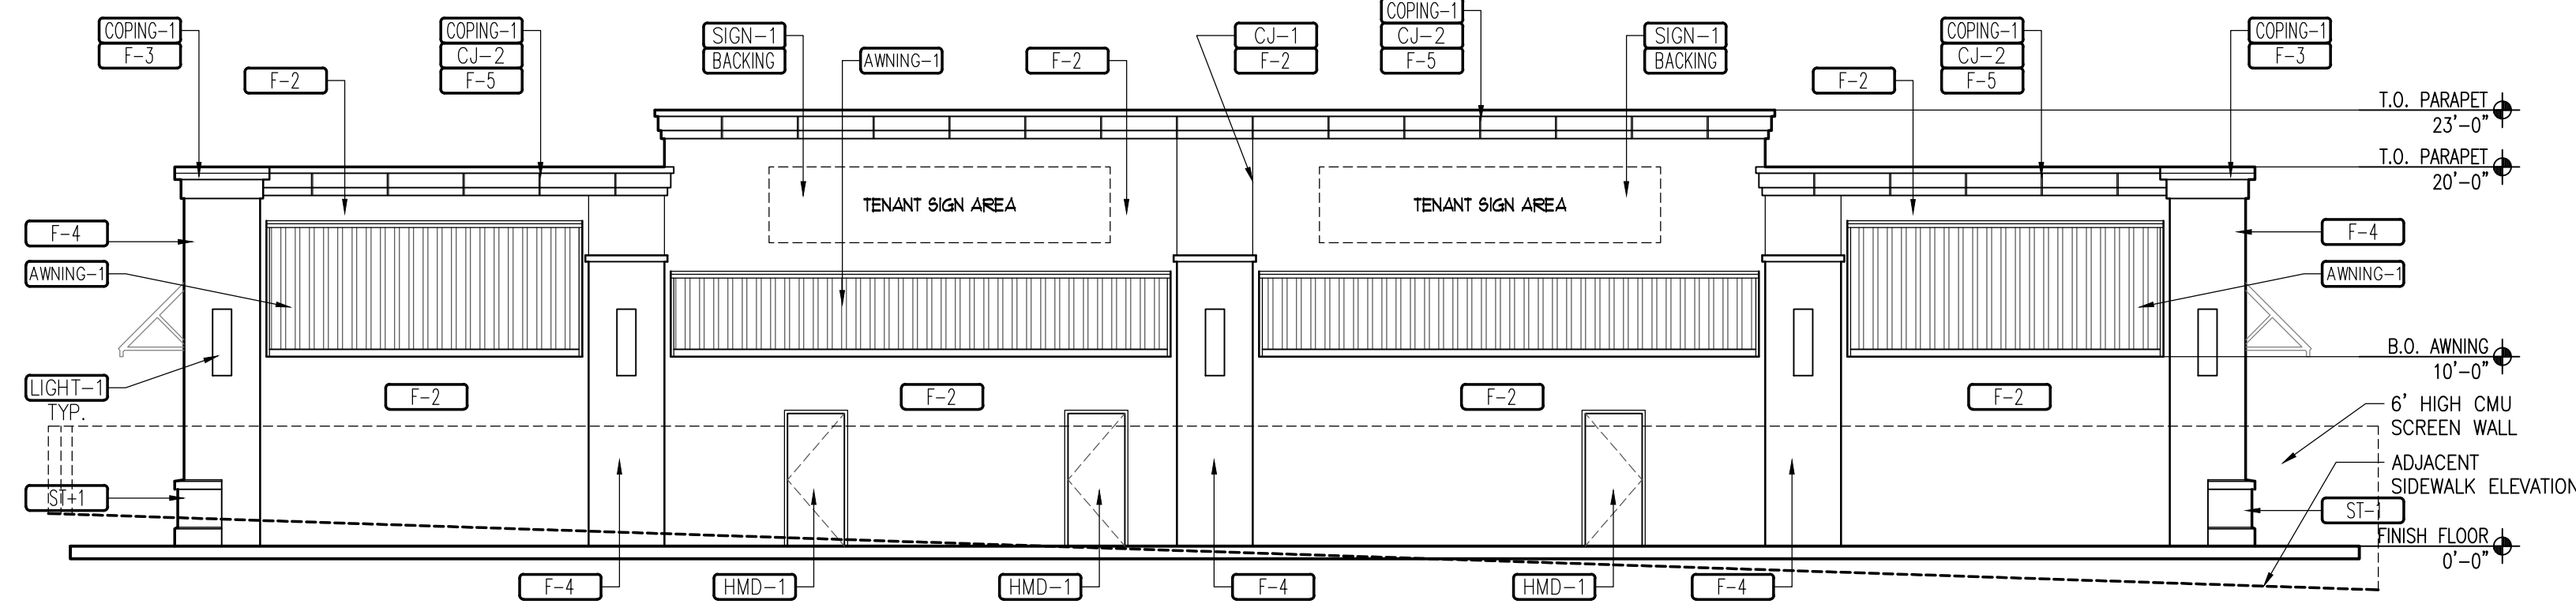 COPING-1
F-3
COPING-1
CJ-2
F-5
F-2
SIGN-1
BACKING
AWNING-1
F-2
CJ-1
F-2
COPING-1
CJ-2
F-5
SIGN-1
BACKING
F-2
COPING-1
CJ-2
F-5
COPING-1
F-3
T.O. PARAPET
23'-0"
T.O. PARAPET
20'-0"
TENANT SIGN AREA
TENANT SIGN AREA
F-4
F-4
AWNING-1
AWNING-1
B.O. AWNING
10'-0"
LIGHT-1
TYP.
F-2
F-2
F-2
F-2
6' HIGH CMU
SCREEN WALL
ADJACENT
SIDEWALK ELEVATION
ST-1
ST-1
FINISH FLOOR
0'-0"
F-4
HMD-1
HMD-1
F-4
HMD-1
F-4